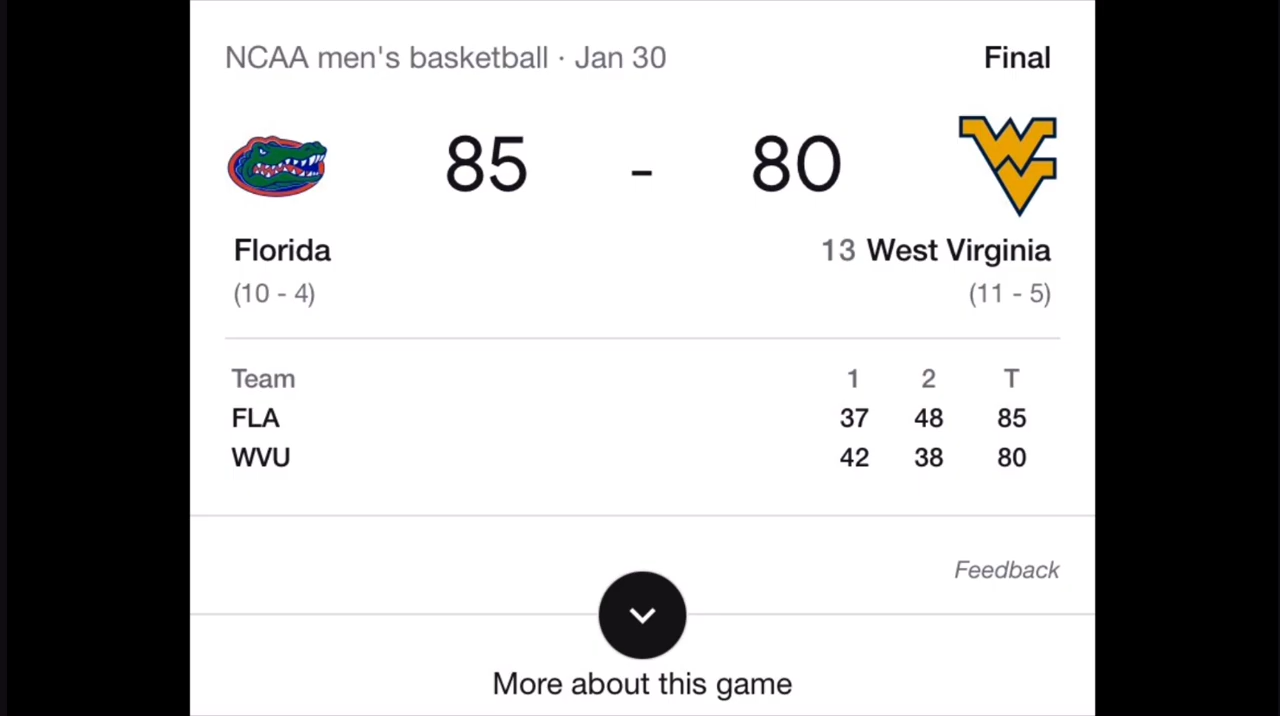 NCAA men's basketball · Jan 30 Final
85 - 80
Florida 13 West Virginia
(10 - 4) (11 - 5)
Team 1 2 T
FLA 37 48 85
WVU 42 38 80
Feedback
More about this game